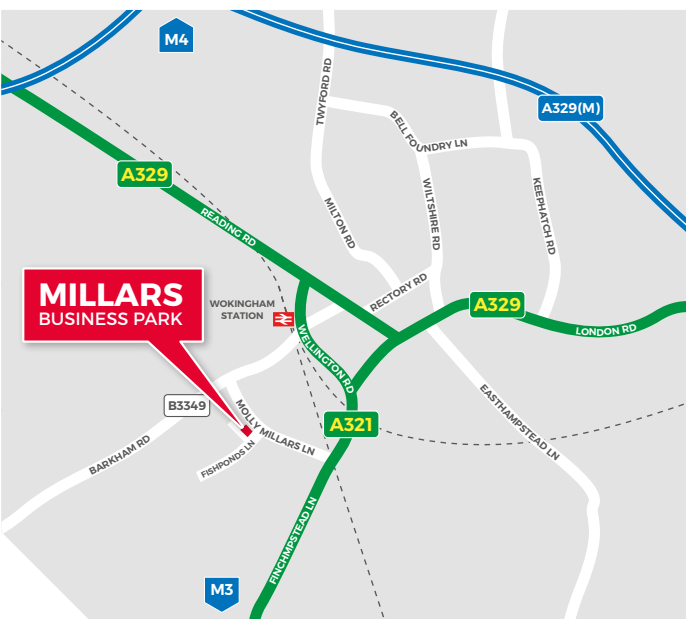 M4
TWYFORD RD
A329(M)
BELL FOUNDRY LN
A329
KEEPHATCH RD
WILTSHIRE RD
MILTON RD
READING RD
MILLARS
BUSINESS PARK
RECTORY RD
WOKINGHAM
STATION
A329
LONDON RD
WELLINGTON RD
B3349
MOLLY MILLARS LN
A321
EASTHAMPSTEAD LN
BARKHAM RD
FISHPONDS LN
FINCHMPSTEAD LN
M3